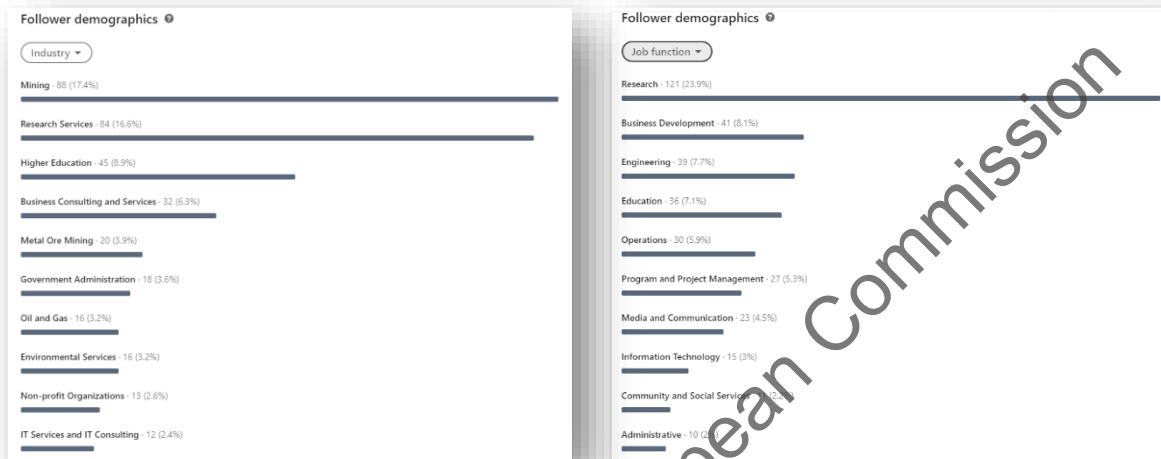 Follower demographics
Industry
Mining · 88 (17.4%)
Research Services · 84 (16.6%)
Higher Education · 45 (8.9%)
Business Consulting and Services · 32 (6.3%)
Metal Ore Mining · 20 (3.9%)
Government Administration · 18 (3.6%)
Oil and Gas · 16 (3.2%)
Environmental Services · 16 (3.2%)
Non-profit Organizations · 13 (2.6%)
IT Services and IT Consulting · 12 (2.4%)
Follower demographics
Job function
Research · 121 (23.9%)
Business Development · 41 (8.1%)
Engineering · 39 (7.7%)
Education · 36 (7.1%)
Operations · 30 (5.9%)
Program and Project Management · 27 (5.3%)
Media and Communication · 23 (4.5%)
Information Technology · 15 (3%)
Community and Social Services
Administrative · 10
Commission